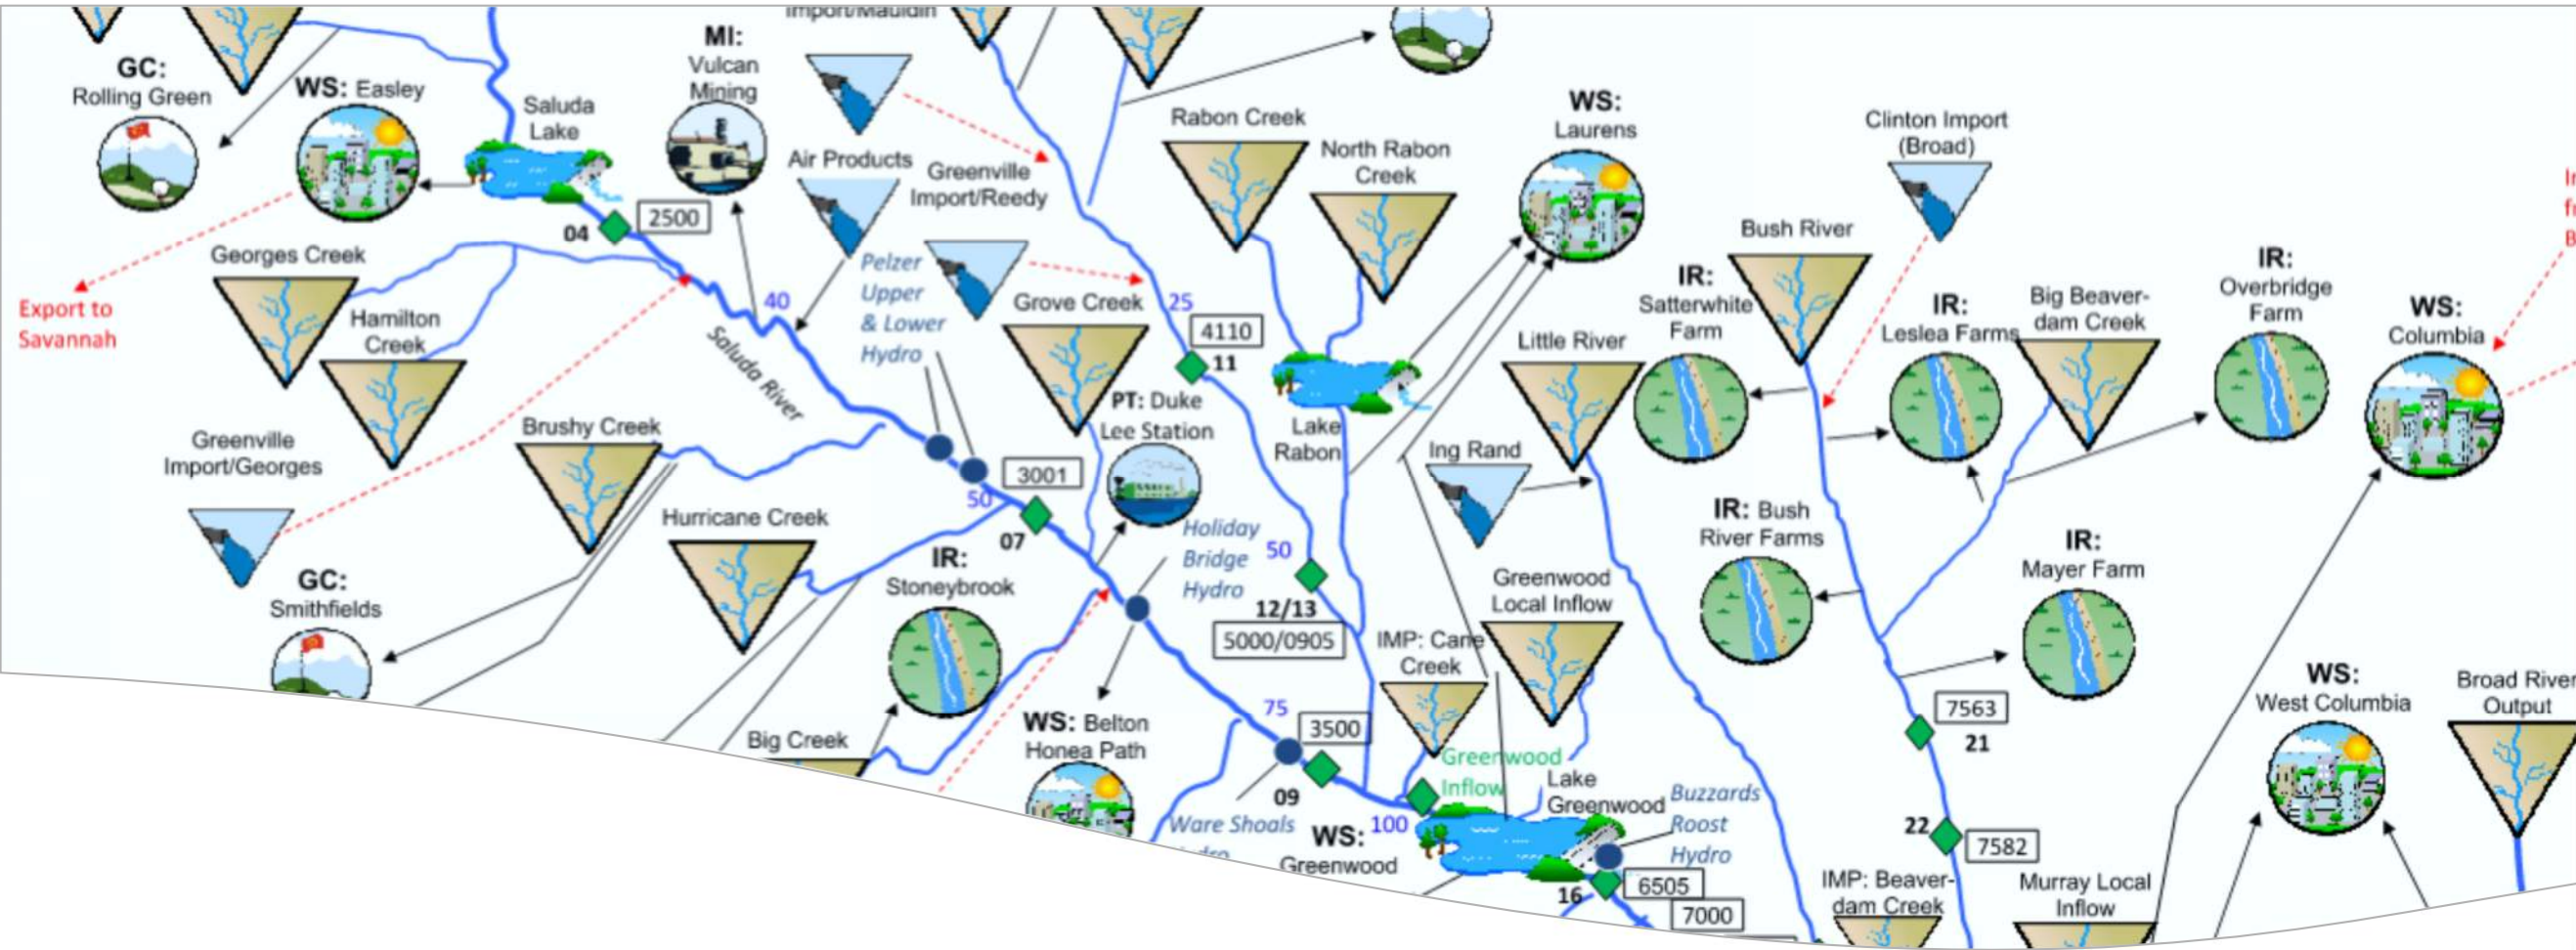 Import/Mauldin
GC:
Rolling Green
WS: Easley
Saluda
Lake
MI:
Vulcan
Mining
Air Products
Greenville
Import/Reedy
Rabon Creek
North Rabon
Creek
WS:
Laurens
Clinton Import
(Broad)
04
2500
Export to
Savannah
Georges Creek
Hamilton
Creek
40
Saluda River
Pelzer
Upper
& Lower
Hydro
Grove Creek
25
4110
11
Lake
Rabon
Little River
IR:
Satterwhite
Farm
Bush River
IR:
Leslea Farms
Big Beaver-
dam Creek
IR:
Overbridge
Farm
WS:
Columbia
Greenville
Import/Georges
Brushy Creek
Hurricane Creek
3001
50
07
PT: Duke
Lee Station
Holiday
Bridge
Hydro
50
12/13
5000/0905
Ing Rand
Greenwood
Local Inflow
IMP: Cane
Creek
IR: Bush
River Farms
IR:
Mayer Farm
GC:
Smithfields
IR:
Stoneybrook
Big Creek
WS: Belton
Honea Path
75
3500
09
Ware Shoals
WS:
Greenwood
100
Greenwood
Inflow
Lake
Greenwood
Buzzards
Roost
Hydro
16
6505
7000
7563
21
22
7582
IMP: Beaver-
dam Creek
Murray Local
Inflow
WS:
West Columbia
Broad River
Output